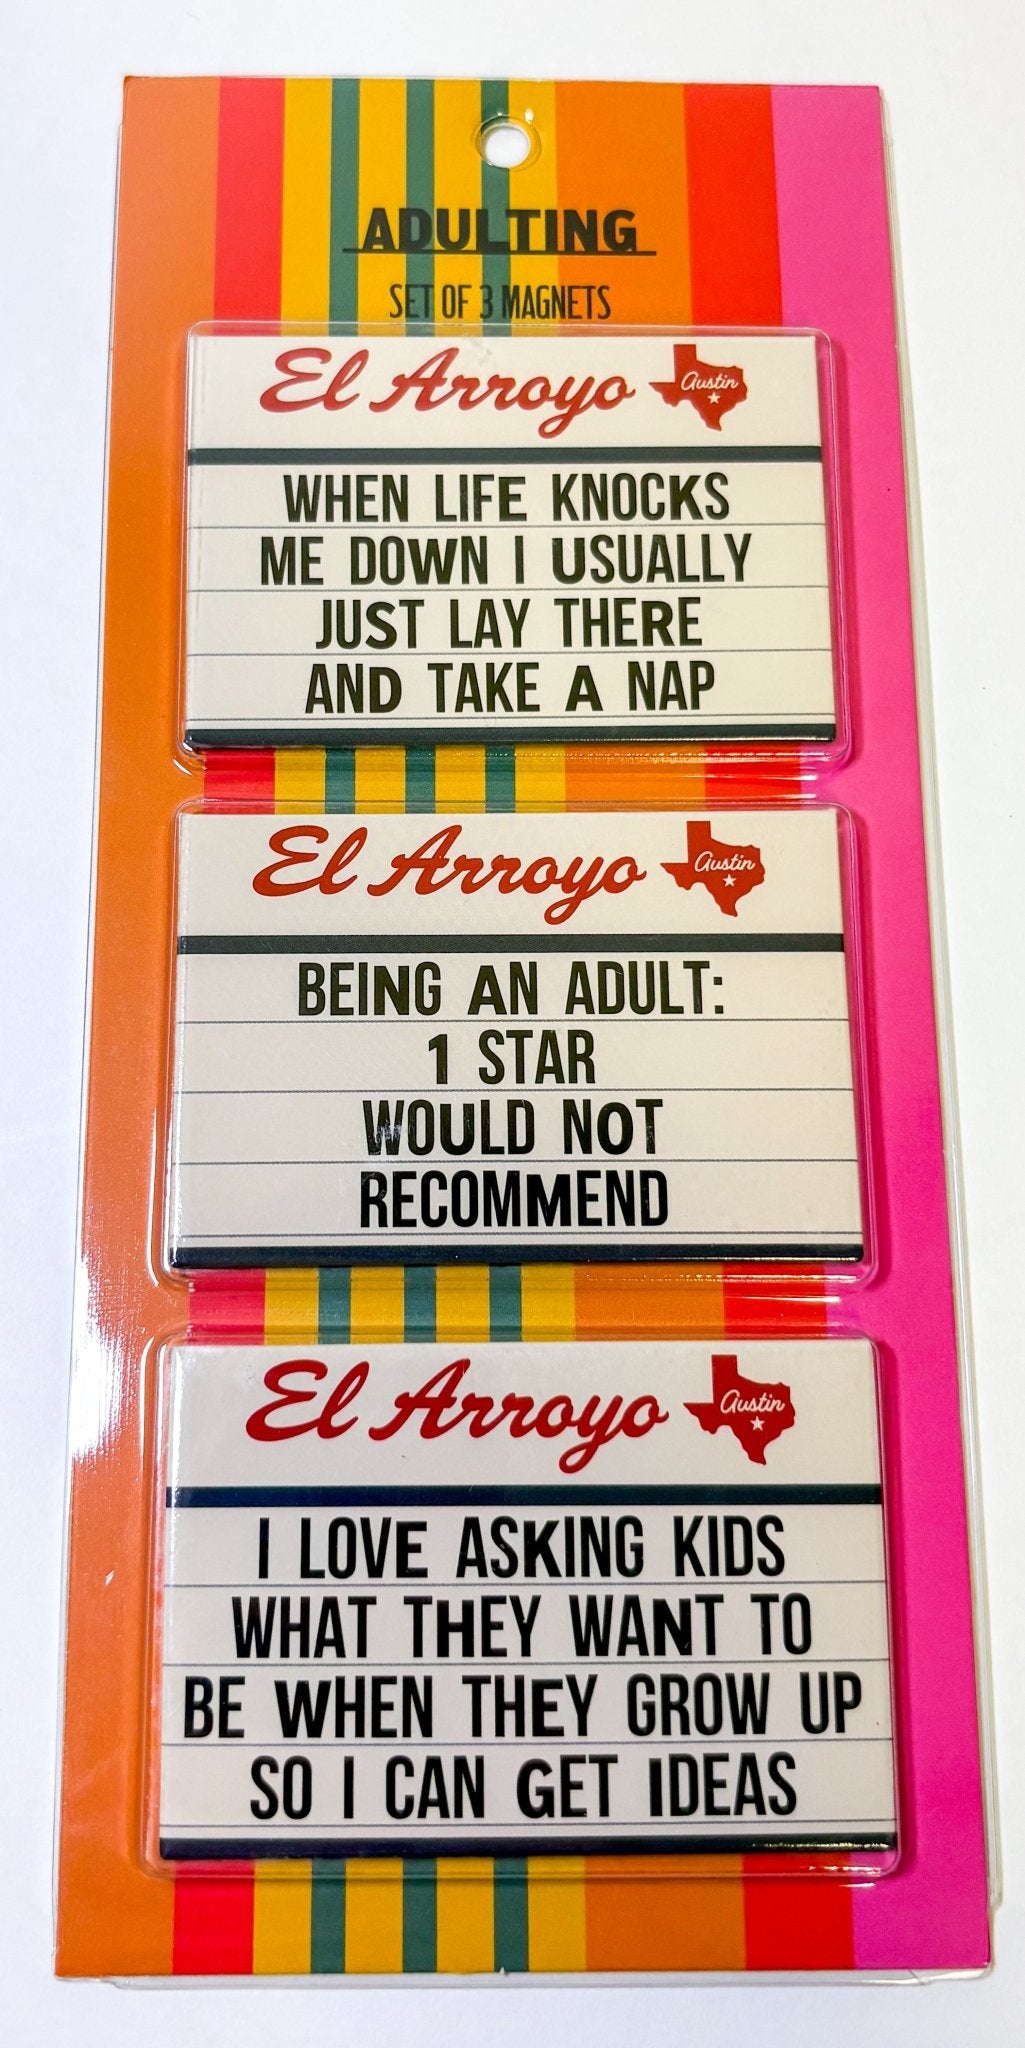 ADULTING
SET OF 3 MAGNETS
El Arroyo Austin
WHEN LIFE KNOCKS
ME DOWN I USUALLY
JUST LAY THERE
AND TAKE A NAP
El Arroyo Austin
BEING AN ADULT:
1 STAR
WOULD NOT
RECOMMEND
El Arroyo Austin
I LOVE ASKING KIDS
WHAT THEY WANT TO
BE WHEN THEY GROW UP
SO I CAN GET IDEAS